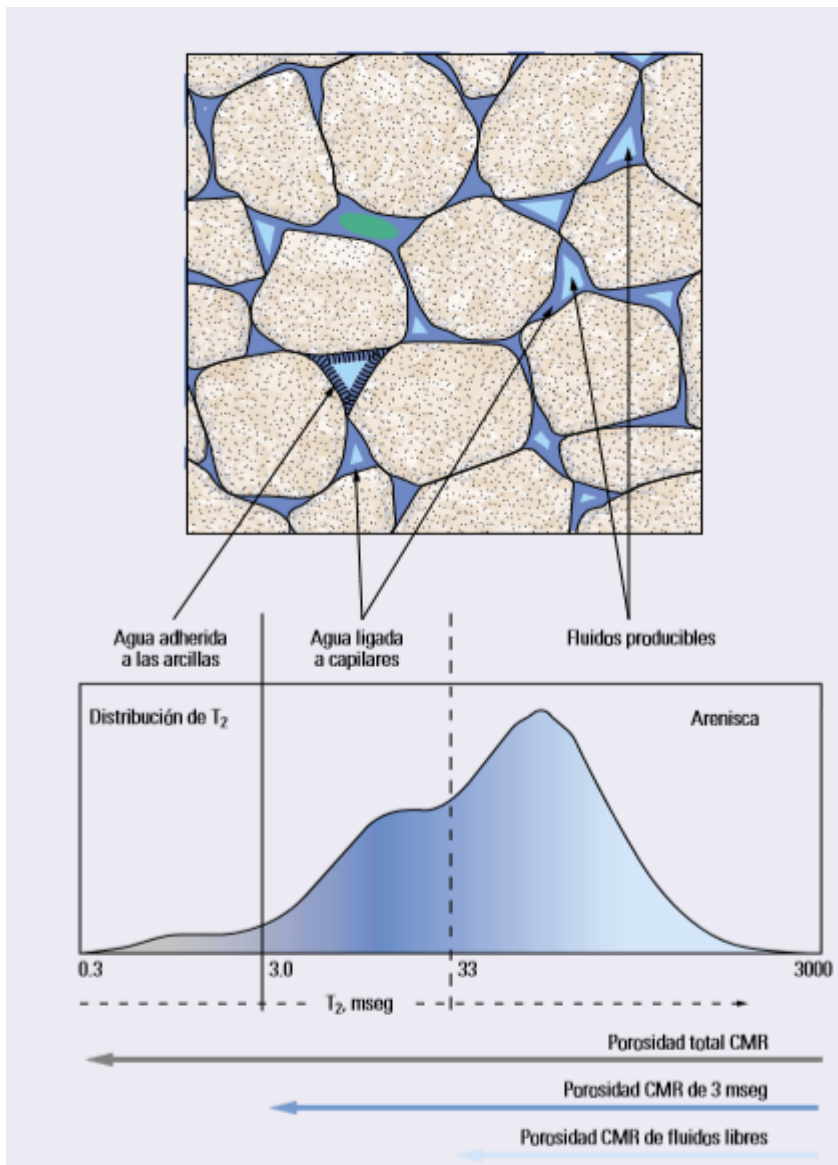 Agua adherida
a las arcillas
Agua ligada
a capilares
Fluidos producibles
Distribución de T₂
Arenisca
0.3 3.0 33 3000
T₂, mseg
Porosidad total CMR
Porosidad CMR de 3 mseg
Porosidad CMR de fluidos libres